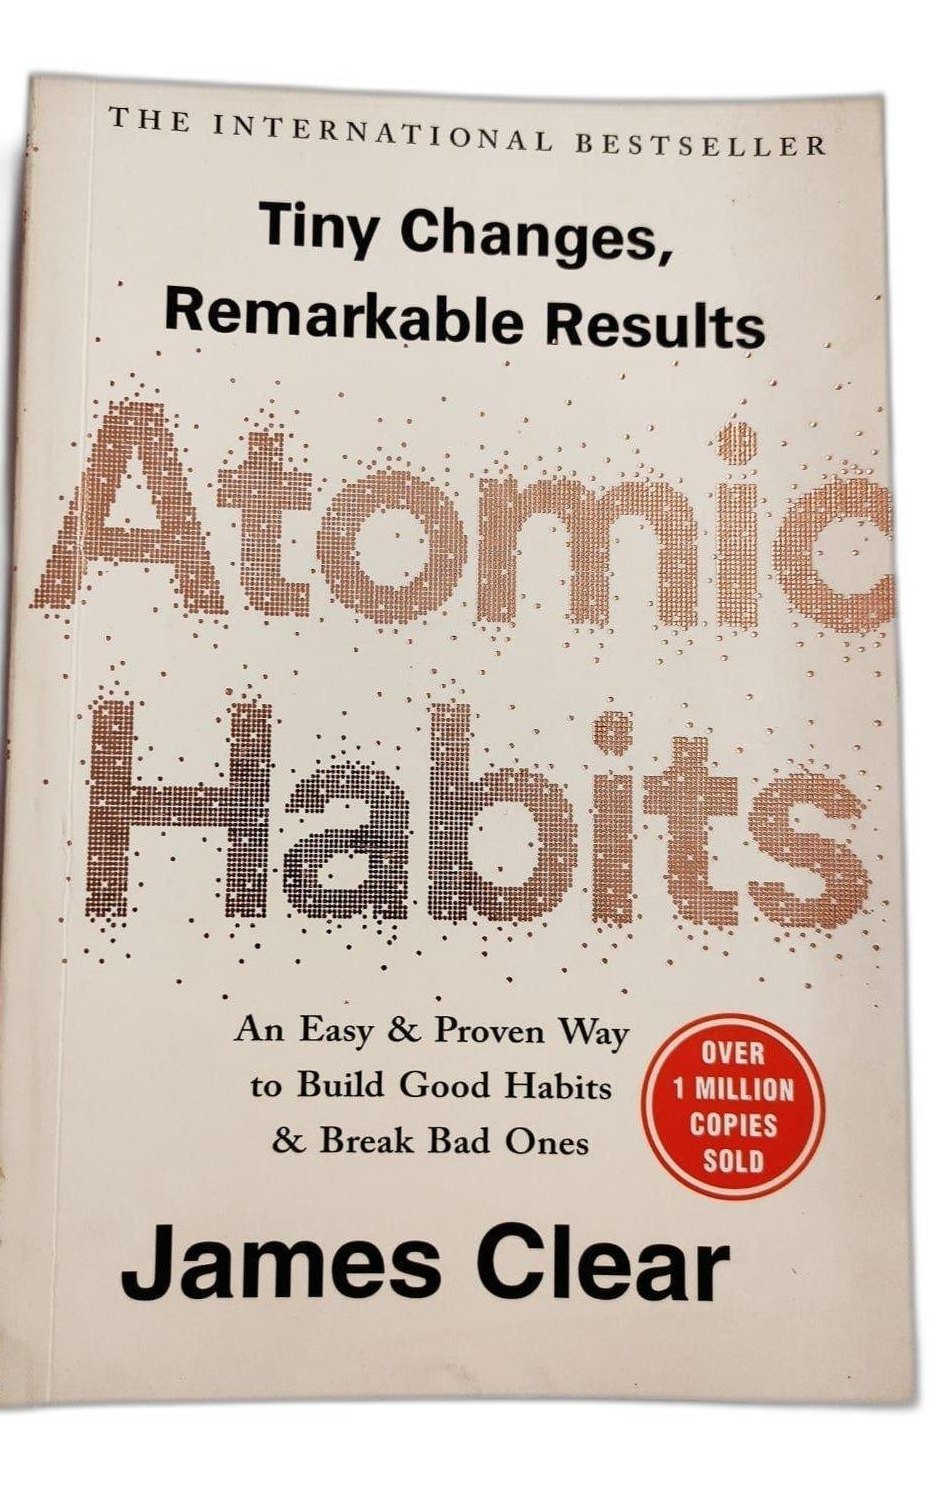 THE INTERNATIONAL BESTSELLER
Tiny Changes,
Remarkable Results
Atomic
Habits
An Easy & Proven Way
to Build Good Habits
& Break Bad Ones
OVER
1 MILLION
COPIES
SOLD
James Clear